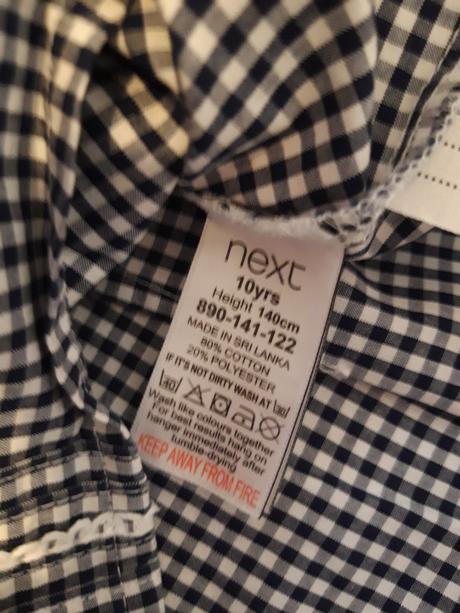 next
10yrs
Height 140cm
890-141-122
MADE IN SRI LANKA
80% COTTON
20% POLYESTER
IF IT'S NOT DIRTY WASH AT
Wash like colours together
For best results hang on
hanger immediately after
tumble drying
KEEP AWAY FROM FIRE